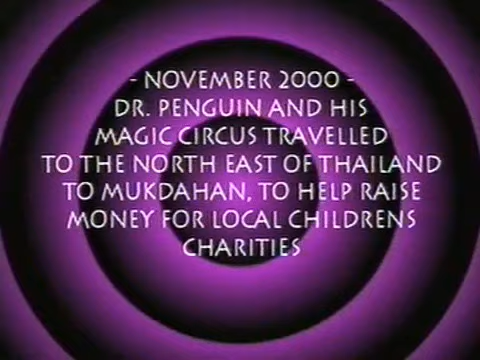 - NOVEMBER 2000 -
DR. PENGUIN AND HIS
MAGIC CIRCUS TRAVELLED
TO THE NORTH EAST OF THAILAND
TO MUKDAHAN, TO HELP RAISE
MONEY FOR LOCAL CHILDRENS
CHARITIES